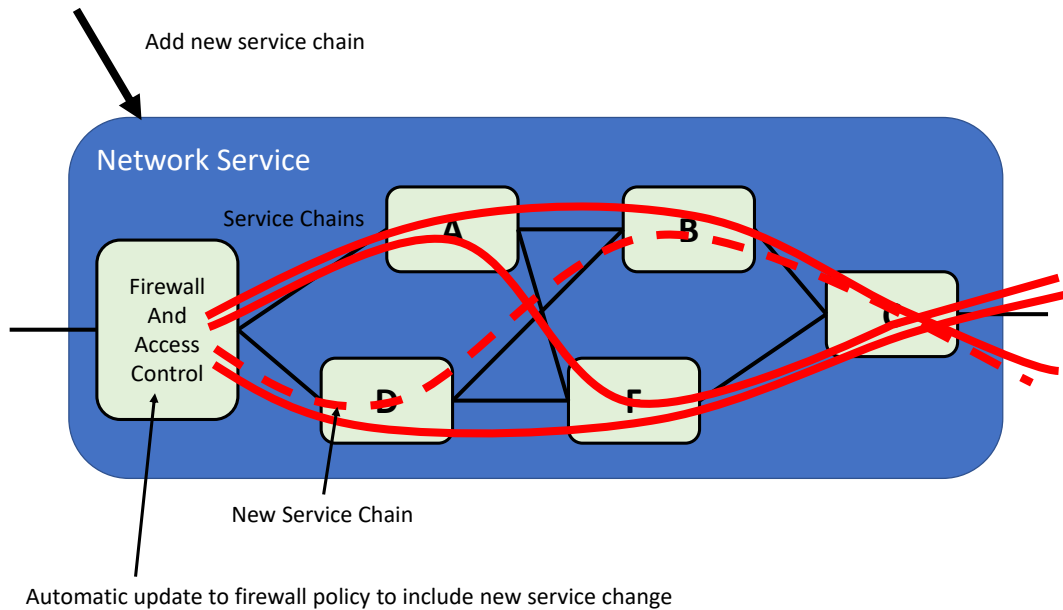 Add new service chain
Network Service
Service Chains
A
B
Firewall
And
Access
Control
C
D
F
New Service Chain
Automatic update to firewall policy to include new service change